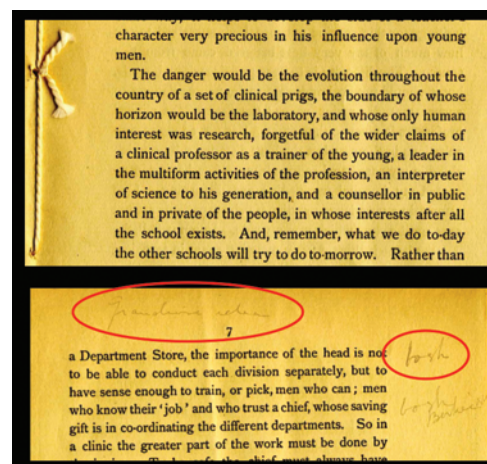 character very precious in his influence upon young
men.
The danger would be the evolution throughout the
country of a set of clinical prigs, the boundary of whose
horizon would be the laboratory, and whose only human
interest was research, forgetful of the wider claims of
a clinical professor as a trainer of the young, a leader in
the multiform activities of the profession, an interpreter
of science to his generation, and a counsellor in public
and in private of the people, in whose interests after all
the school exists. And, remember, what we do to-day
the other schools will try to do to-morrow. Rather than
7
a Department Store, the importance of the head is not
to be able to conduct each division separately, but to
have sense enough to train, or pick, men who can ; men
who know their ‘job’ and who trust a chief, whose saving
gift is in co-ordinating the different departments. So in
a clinic the greater part of the work must be done by